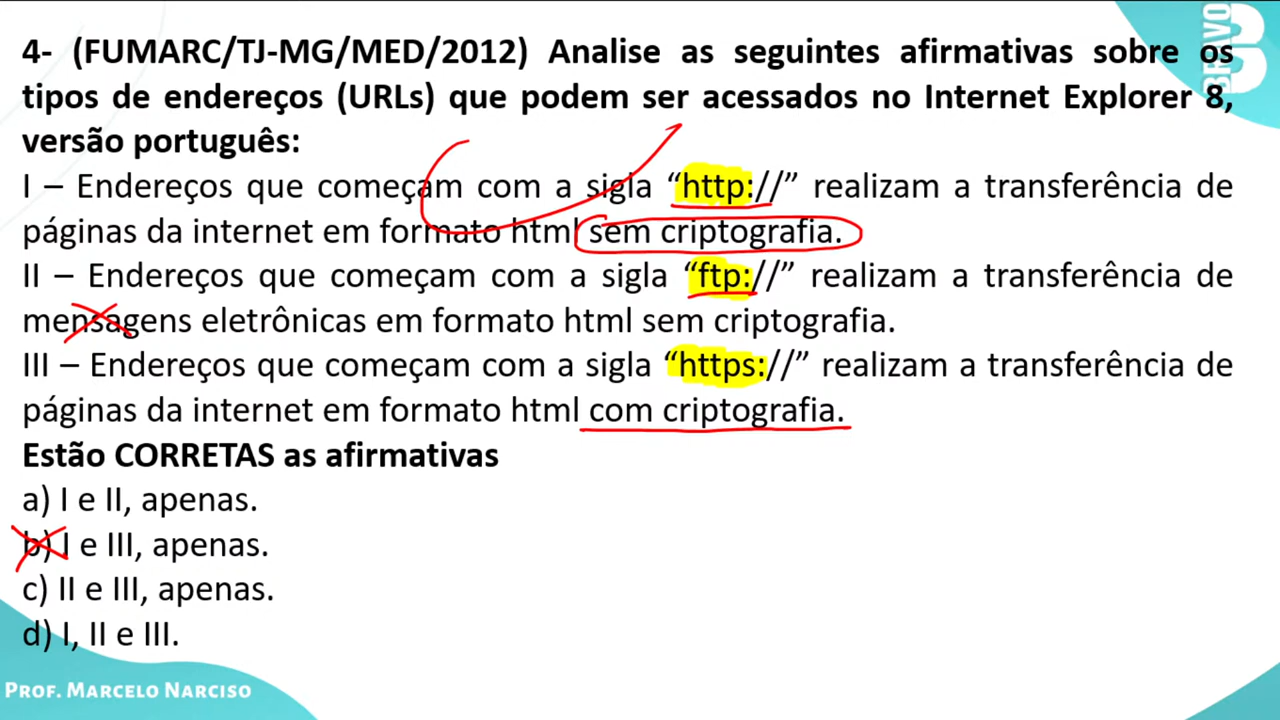 4- (FUMARC/TJ-MG/MED/2012) Analise as seguintes afirmativas sobre os
tipos de endereços (URLs) que podem ser acessados no Internet Explorer 8,
versão português:
I – Endereços que começam com a sigla “http://” realizam a transferência de
páginas da internet em formato html sem criptografia.
II – Endereços que começam com a sigla “ftp://” realizam a transferência de
mensagens eletrônicas em formato html sem criptografia.
III – Endereços que começam com a sigla “https://” realizam a transferência de
páginas da internet em formato html com criptografia.
Estão CORRETAS as afirmativas
a) I e II, apenas.
b) I e III, apenas.
c) II e III, apenas.
d) I, II e III.
PROF. MARCELO NARCISO
BRAVO